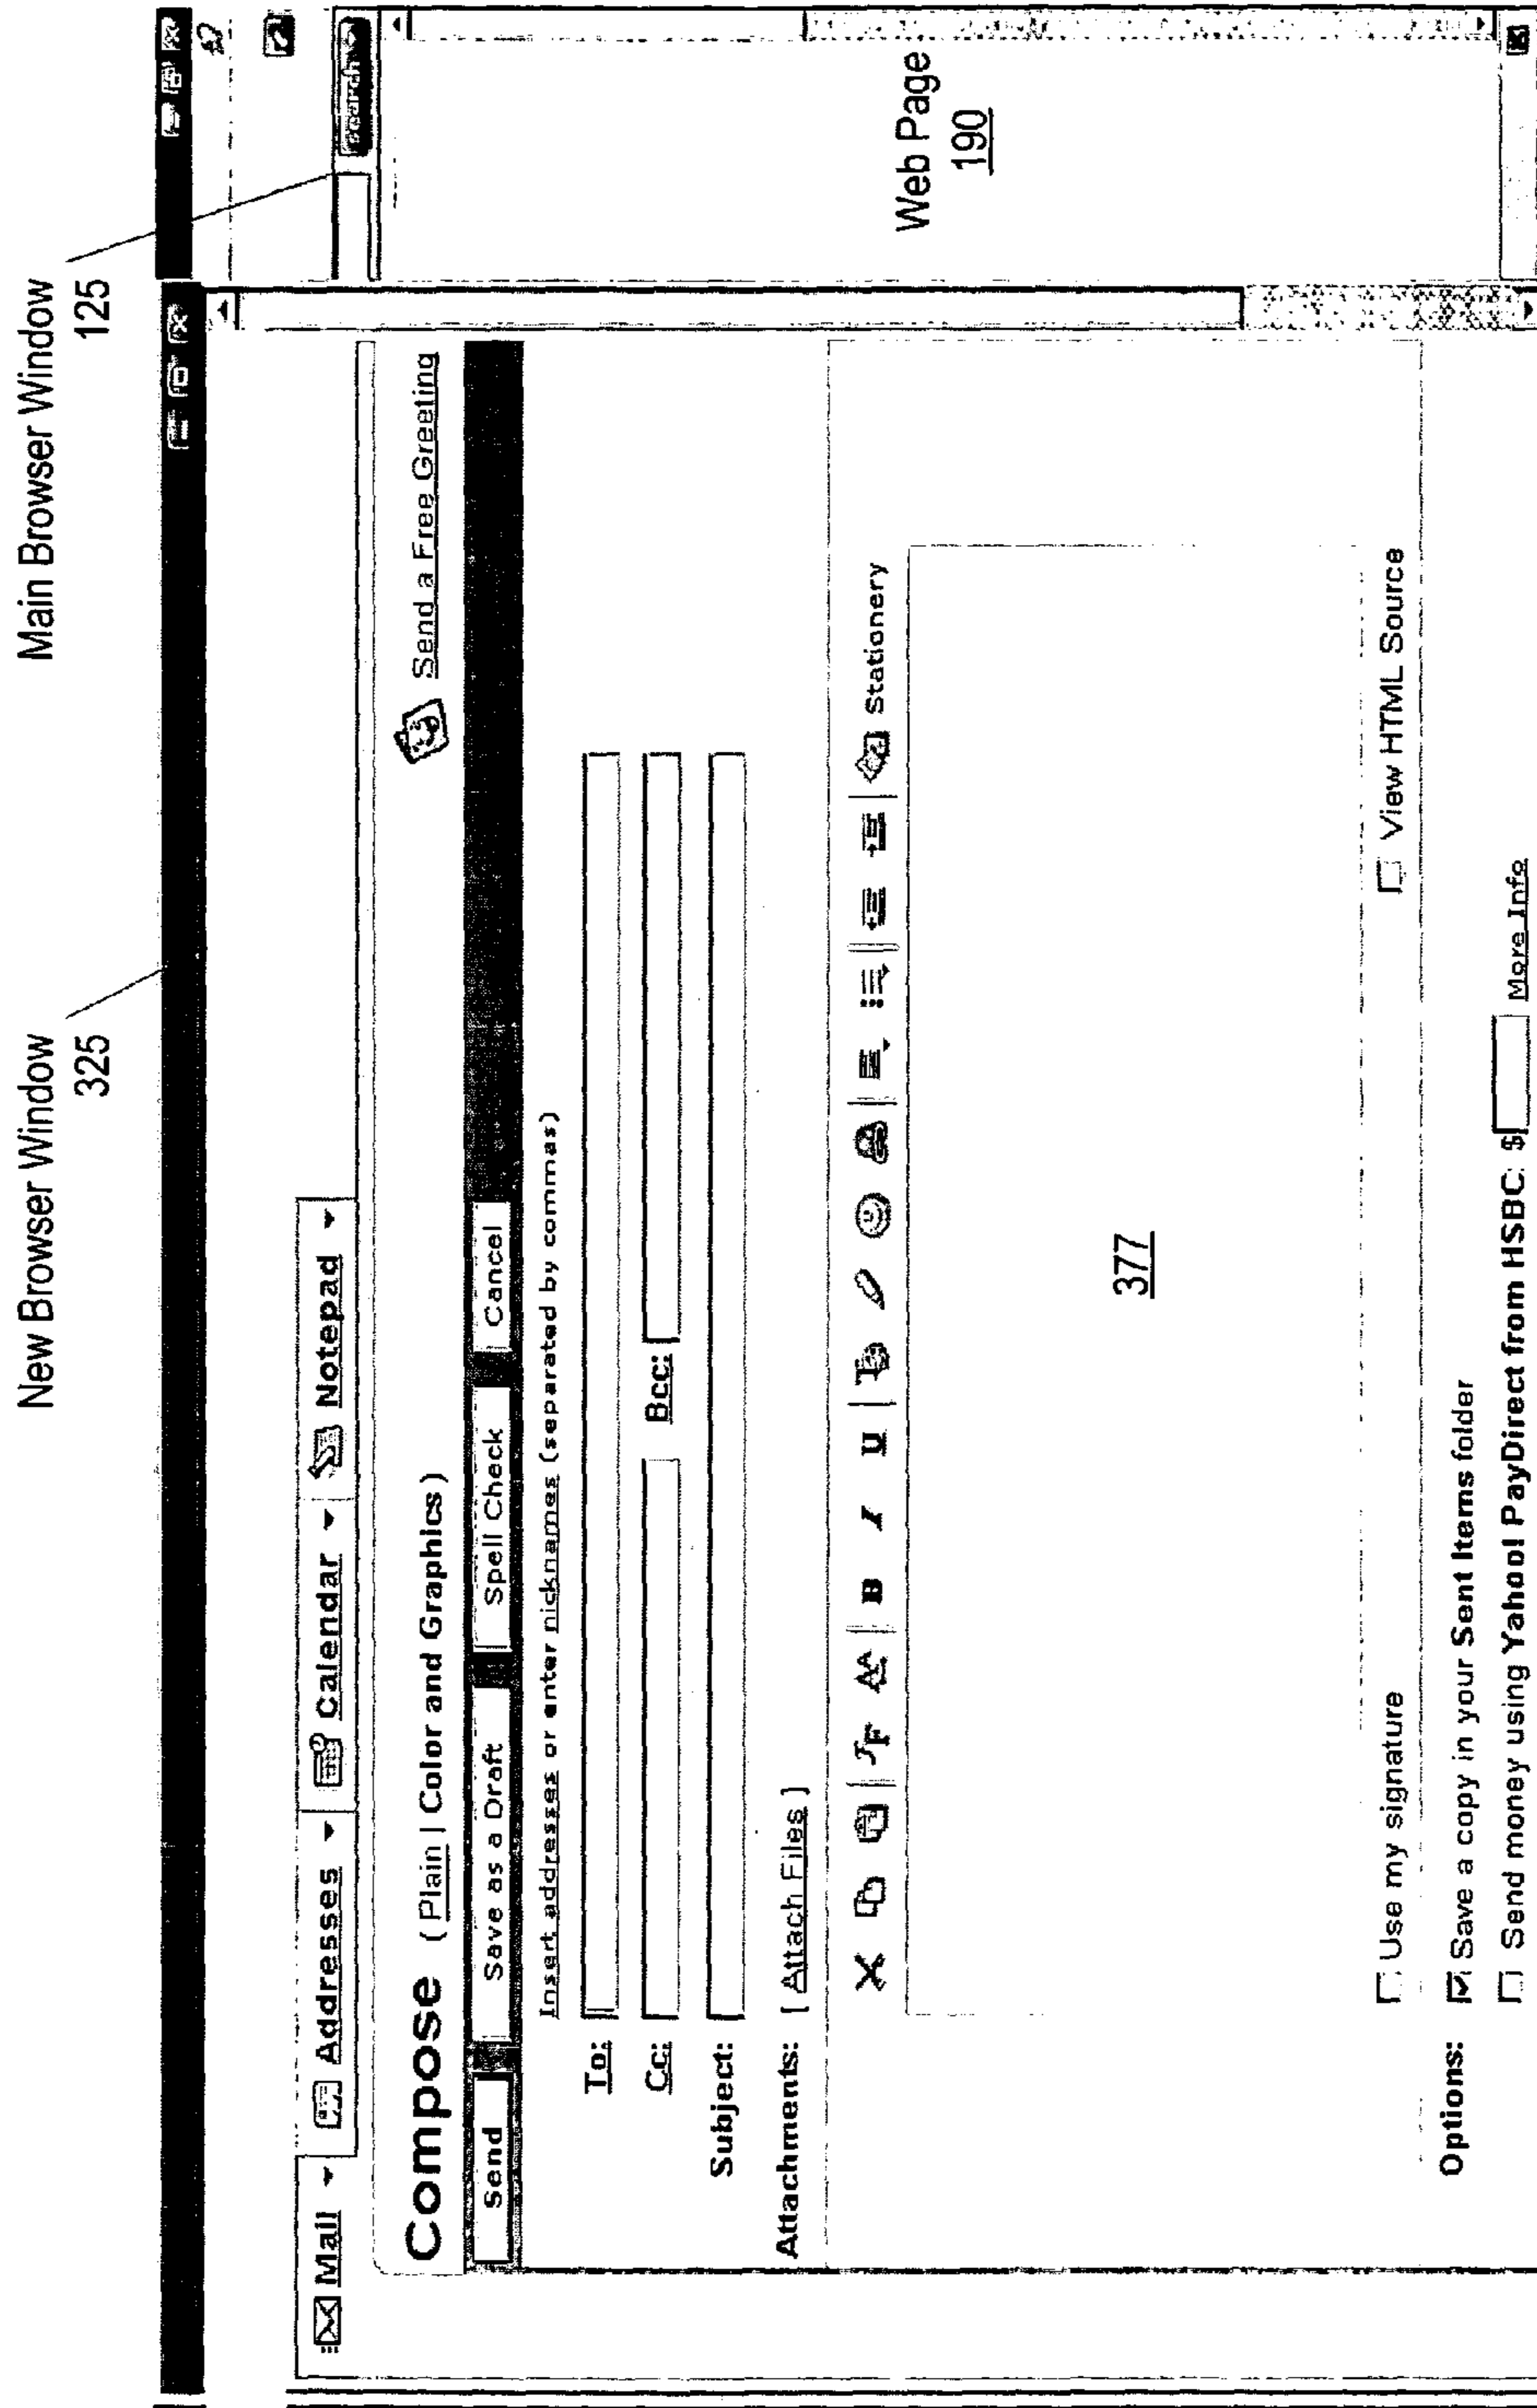 New Browser Window
325
Main Browser Window
125
Mail Addresses Calendar Notepad
search
Compose ( Plain | Color and Graphics )
Send a Free Greeting
Send Save as a Draft Spell Check Cancel
Insert addresses or enter nicknames (separated by commas)
To:
Cc: Bcc:
Subject:
Attachments: [ Attach Files ]
B I U Stationery
377
Web Page
190
Use my signature View HTML Source
Options: Save a copy in your Sent Items folder
Send money using Yahoo! PayDirect from HSBC: $ More Info